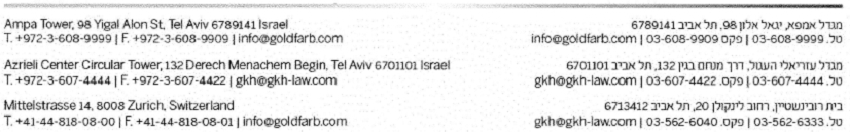 Ampa Tower, 98 Yigal Alon St, Tel Aviv 6789141 Israel
T. +972-3-608-9999 | F. +972-3-608-9909 | info@goldfarb.com
Azrieli Center Circular Tower, 132 Derech Menachem Begin, Tel Aviv 6701101 Israel
T. +972-3-607-4444 | F. +972-3-607-4422 | gkh@gkh-law.com
Mittelstrasse 14, 8008 Zurich, Switzerland
T. +41-44-818-08-00 | F. +41-44-818-08-01 | info@goldfarb.com
מגדל אמפא, יגאל אלון 98, תל אביב 6789141
טל. 03-608-9999 | פקס 03-608-9909 | info@goldfarb.com
מגדל עזריאלי העגול, דרך מנחם בגין 132, תל אביב 6701101
טל. 03-607-4444 | פקס. 03-607-4422 | gkh@gkh-law.com
בית רובינשטיין, רחוב לינקולן 20, תל אביב 6713412
טל. 03-562-6333 | פקס. 03-562-6040 | gkh@gkh-law.com